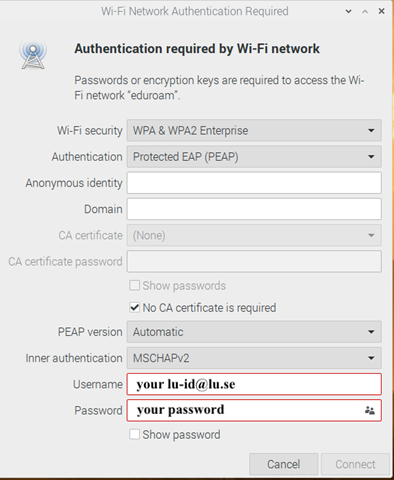 Wi-Fi Network Authentication Required
Authentication required by Wi-Fi network
Passwords or encryption keys are required to access the Wi-
Fi network “eduroam”.
Wi-Fi security WPA & WPA2 Enterprise
Authentication Protected EAP (PEAP)
Anonymous identity
Domain
CA certificate (None)
CA certificate password
Show passwords
No CA certificate is required
PEAP version Automatic
Inner authentication MSCHAPv2
Username your lu-id@lu.se
Password your password
Show password
Cancel Connect